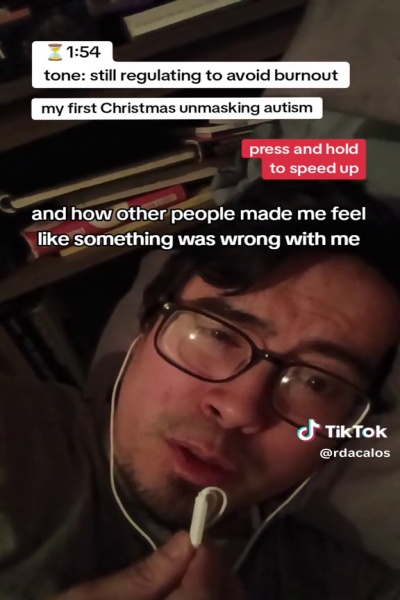 ⏳ 1:54
tone: still regulating to avoid burnout
my first Christmas unmasking autism
press and hold
to speed up
and how other people made me feel
like something was wrong with me
TikTok
@rdacalos